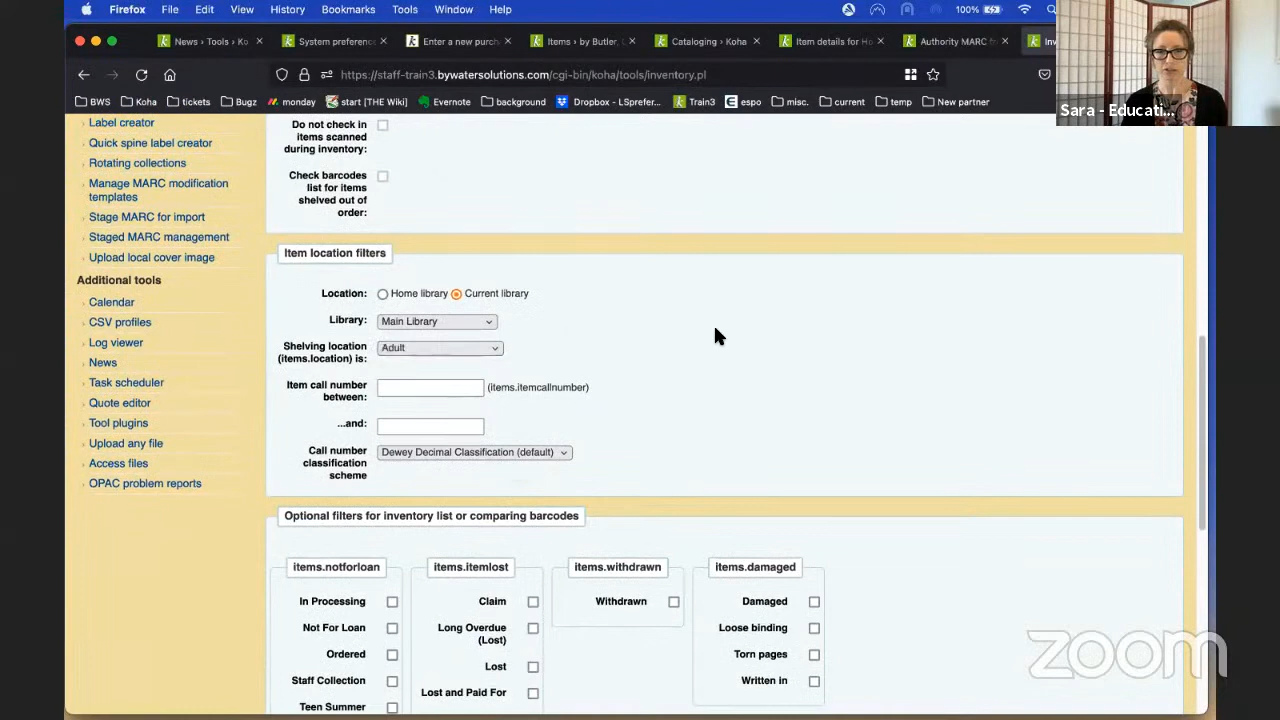 Firefox File Edit View History Bookmarks Tools Window Help 100%
News › Tools › Ko
System preferenc
Enter a new purch
Items › by Butler,
Cataloging › Koha
Item details for Ho
Authority MARC fr
Inv
https://staff-train3.bywatersolutions.com/cgi-bin/koha/tools/inventory.pl
BWS Koha tickets Bugz monday start [THE Wiki] Evernote background Dropbox - LSprefer... Train3 espo misc. current temp New partner
Sara - Educati...
Label creator
Quick spine label creator
Rotating collections
Manage MARC modification
templates
Stage MARC for import
Staged MARC management
Upload local cover image
Additional tools
Calendar
CSV profiles
Log viewer
News
Task scheduler
Quote editor
Tool plugins
Upload any file
Access files
OPAC problem reports
Do not check in
items scanned
during inventory:
Check barcodes
list for items
shelved out of
order:
Item location filters
Location: Home library Current library
Library: Main Library
Shelving location
(items.location) is: Adult
Item call number
between: (items.itemcallnumber)
...and:
Call number
classification
scheme
Dewey Decimal Classification (default)
Optional filters for inventory list or comparing barcodes
items.notforloan
In Processing
Not For Loan
Ordered
Staff Collection
Teen Summer
items.itemlost
Claim
Long Overdue
(Lost)
Lost
Lost and Paid For
items.withdrawn
Withdrawn
items.damaged
Damaged
Loose binding
Torn pages
Written in
zoom